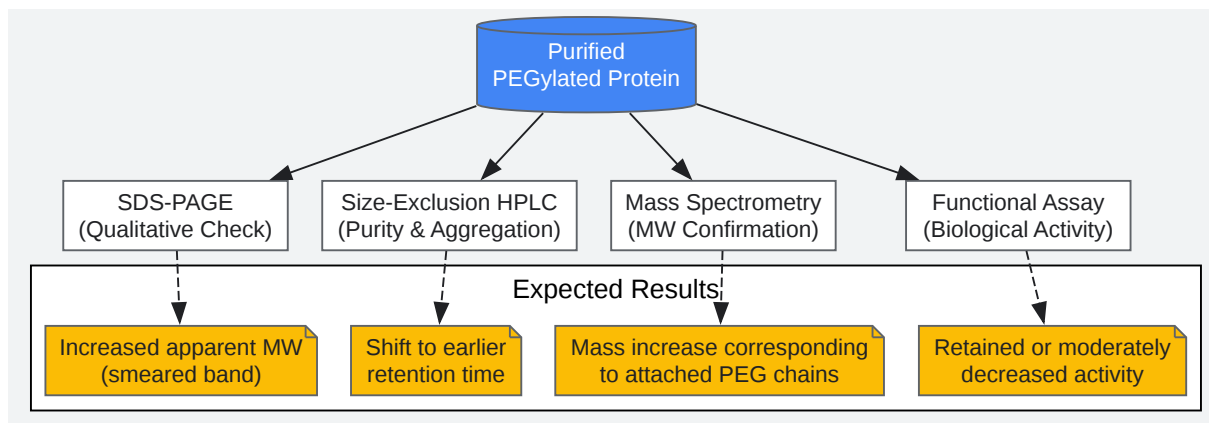 Purified
PEGylated Protein
SDS-PAGE
(Qualitative Check)
Size-Exclusion HPLC
(Purity & Aggregation)
Mass Spectrometry
(MW Confirmation)
Functional Assay
(Biological Activity)
Expected Results
Increased apparent MW
(smeared band)
Shift to earlier
retention time
Mass increase corresponding
to attached PEG chains
Retained or moderately
decreased activity